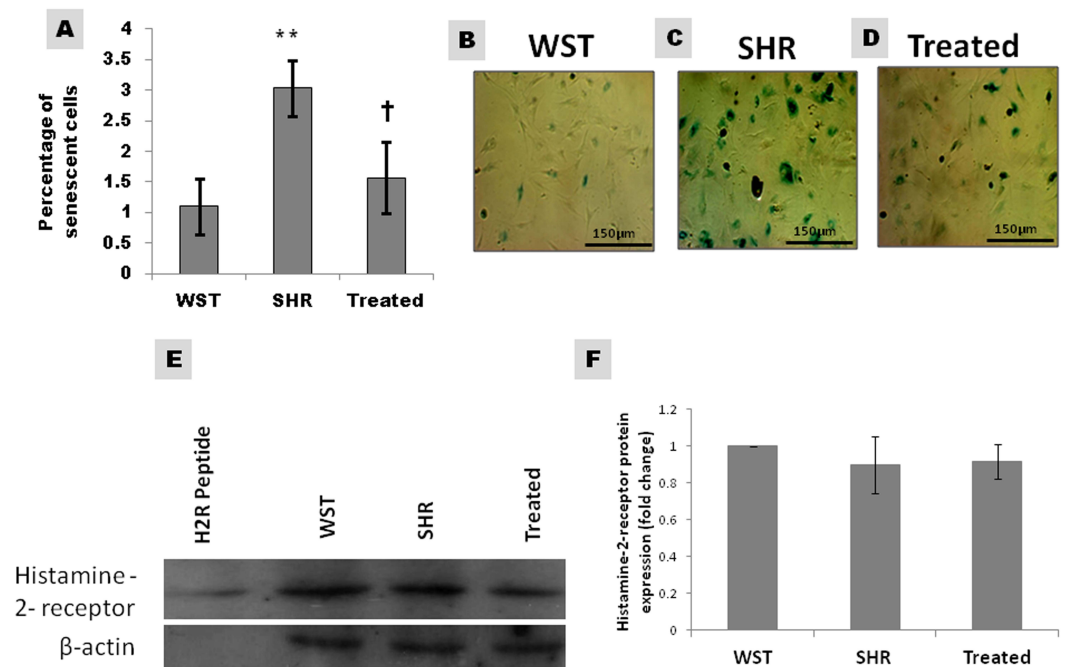 A
Percentage of
senescent cells
4
3.5
3
2.5
2
1.5
1
0.5
0
**
†
WST
SHR
Treated
B
WST
150µm
C
SHR
150µm
D
Treated
150µm
E
H2R Peptide
WST
SHR
Treated
Histamine -
2- receptor
β-actin
F
Histamine-2-receptor protein
expression (fold change)
1.2
1
0.8
0.6
0.4
0.2
0
WST
SHR
Treated